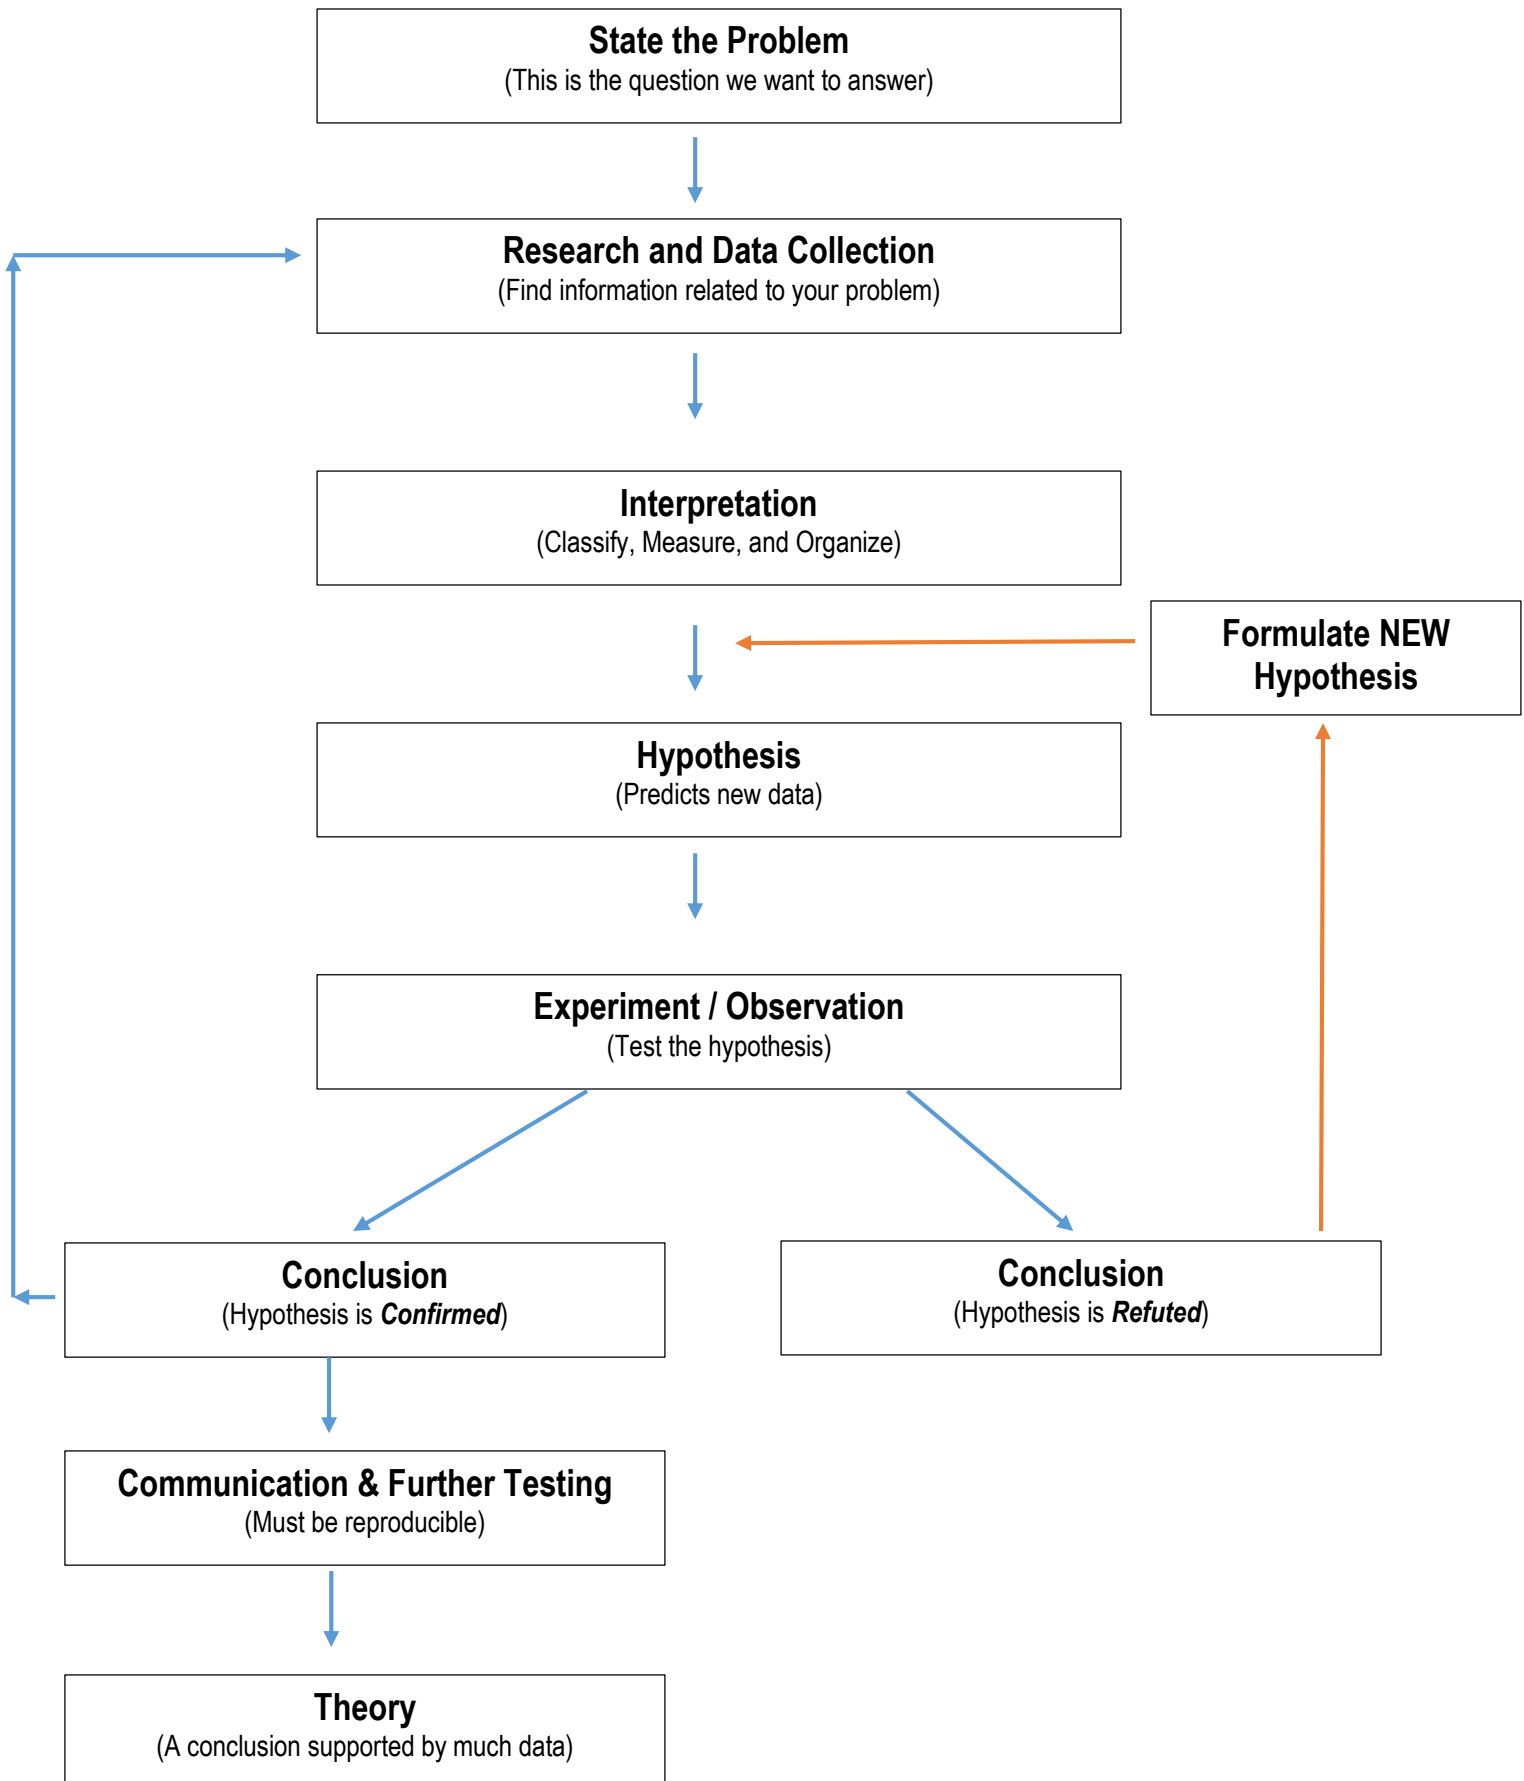 State the Problem
(This is the question we want to answer)
Research and Data Collection
(Find information related to your problem)
Interpretation
(Classify, Measure, and Organize)
Formulate NEW
Hypothesis
Hypothesis
(Predicts new data)
Experiment / Observation
(Test the hypothesis)
Conclusion
(Hypothesis is Confirmed)
Conclusion
(Hypothesis is Refuted)
Communication & Further Testing
(Must be reproducible)
Theory
(A conclusion supported by much data)